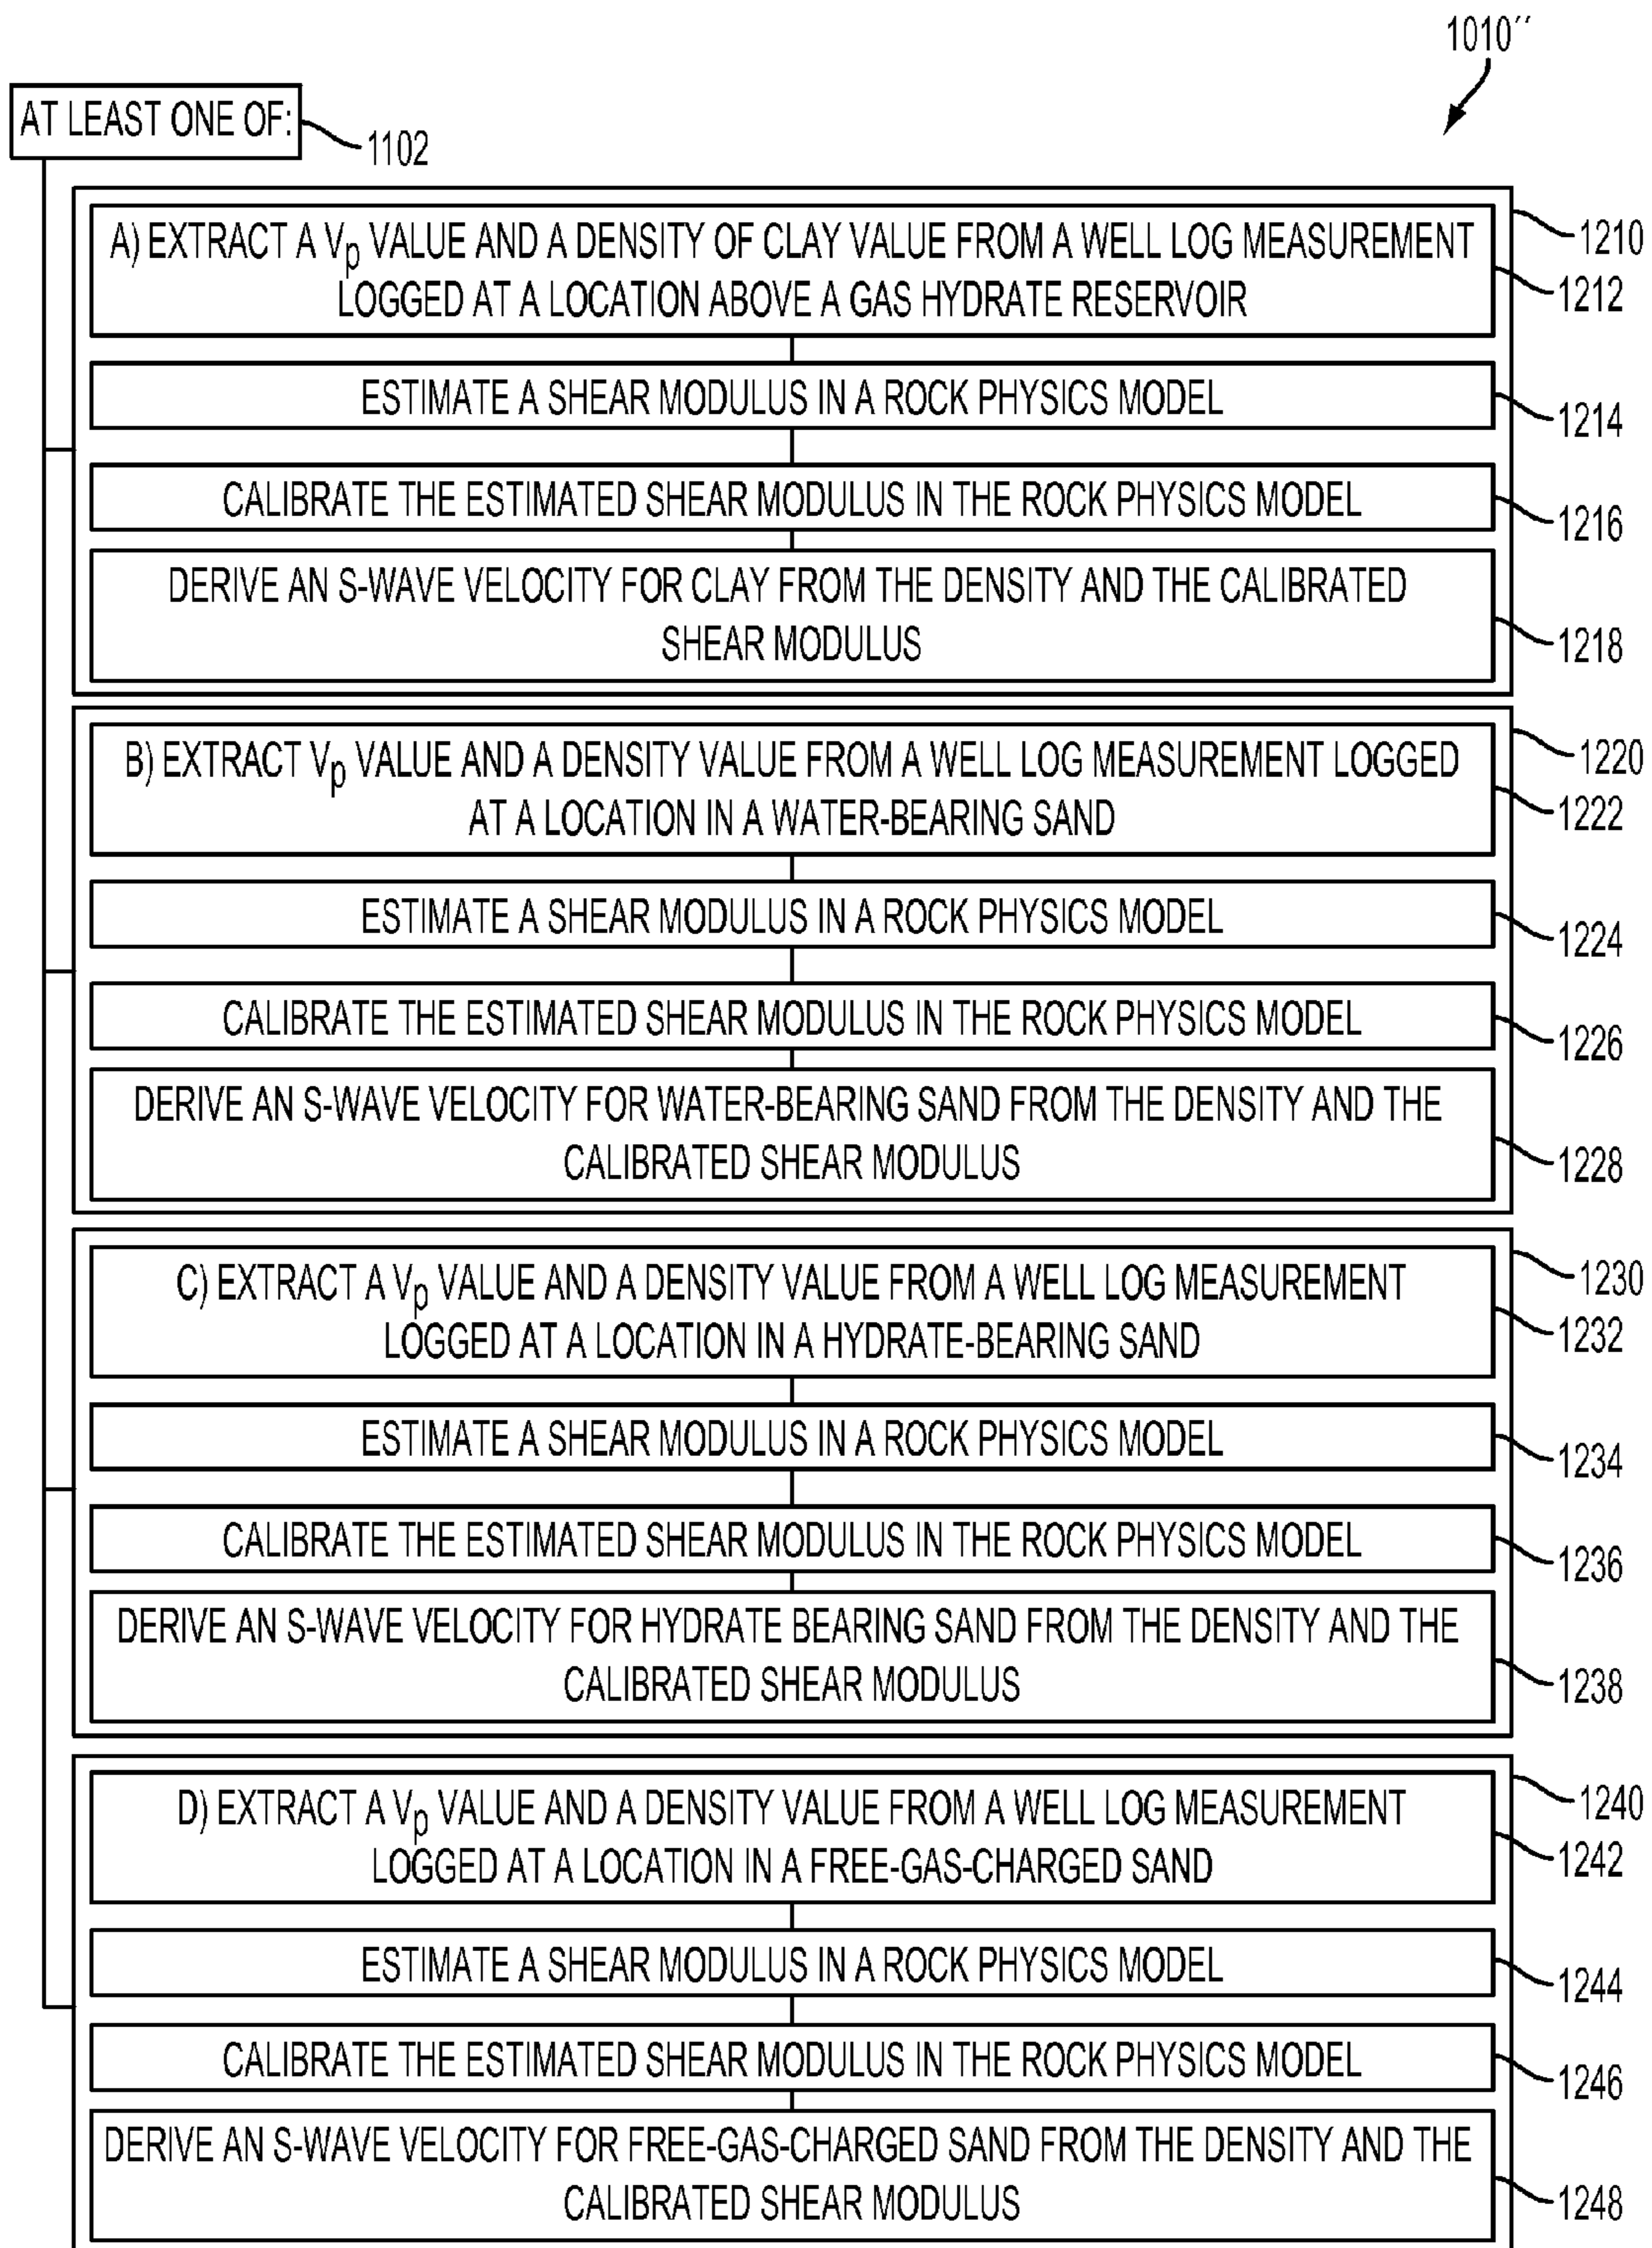 1010′′
AT LEAST ONE OF:
1102
A) EXTRACT A Vp VALUE AND A DENSITY OF CLAY VALUE FROM A WELL LOG MEASUREMENT
LOGGED AT A LOCATION ABOVE A GAS HYDRATE RESERVOIR
1210
1212
ESTIMATE A SHEAR MODULUS IN A ROCK PHYSICS MODEL
1214
CALIBRATE THE ESTIMATED SHEAR MODULUS IN THE ROCK PHYSICS MODEL
1216
DERIVE AN S-WAVE VELOCITY FOR CLAY FROM THE DENSITY AND THE CALIBRATED
SHEAR MODULUS
1218
B) EXTRACT Vp VALUE AND A DENSITY VALUE FROM A WELL LOG MEASUREMENT LOGGED
AT A LOCATION IN A WATER-BEARING SAND
1220
1222
ESTIMATE A SHEAR MODULUS IN A ROCK PHYSICS MODEL
1224
CALIBRATE THE ESTIMATED SHEAR MODULUS IN THE ROCK PHYSICS MODEL
1226
DERIVE AN S-WAVE VELOCITY FOR WATER-BEARING SAND FROM THE DENSITY AND THE
CALIBRATED SHEAR MODULUS
1228
C) EXTRACT A Vp VALUE AND A DENSITY VALUE FROM A WELL LOG MEASUREMENT
LOGGED AT A LOCATION IN A HYDRATE-BEARING SAND
1230
1232
ESTIMATE A SHEAR MODULUS IN A ROCK PHYSICS MODEL
1234
CALIBRATE THE ESTIMATED SHEAR MODULUS IN THE ROCK PHYSICS MODEL
1236
DERIVE AN S-WAVE VELOCITY FOR HYDRATE BEARING SAND FROM THE DENSITY AND THE
CALIBRATED SHEAR MODULUS
1238
D) EXTRACT A Vp VALUE AND A DENSITY VALUE FROM A WELL LOG MEASUREMENT
LOGGED AT A LOCATION IN A FREE-GAS-CHARGED SAND
1240
1242
ESTIMATE A SHEAR MODULUS IN A ROCK PHYSICS MODEL
1244
CALIBRATE THE ESTIMATED SHEAR MODULUS IN THE ROCK PHYSICS MODEL
1246
DERIVE AN S-WAVE VELOCITY FOR FREE-GAS-CHARGED SAND FROM THE DENSITY AND THE
CALIBRATED SHEAR MODULUS
1248